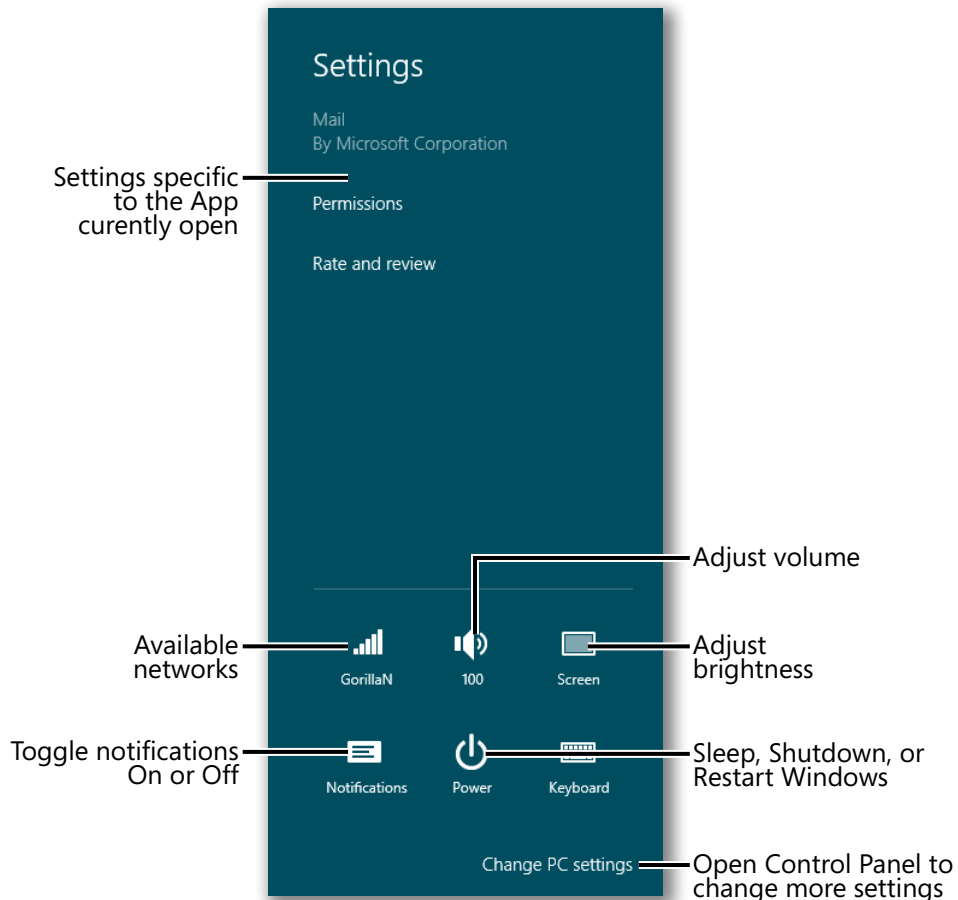 Settings
Mail
By Microsoft Corporation
Settings specific
to the App
curently open
Permissions
Rate and review
Adjust volume
Available
networks
GorillaN
100
Screen
Adjust
brightness
Toggle notifications
On or Off
Notifications
Power
Keyboard
Sleep, Shutdown, or
Restart Windows
Change PC settings
Open Control Panel to
change more settings